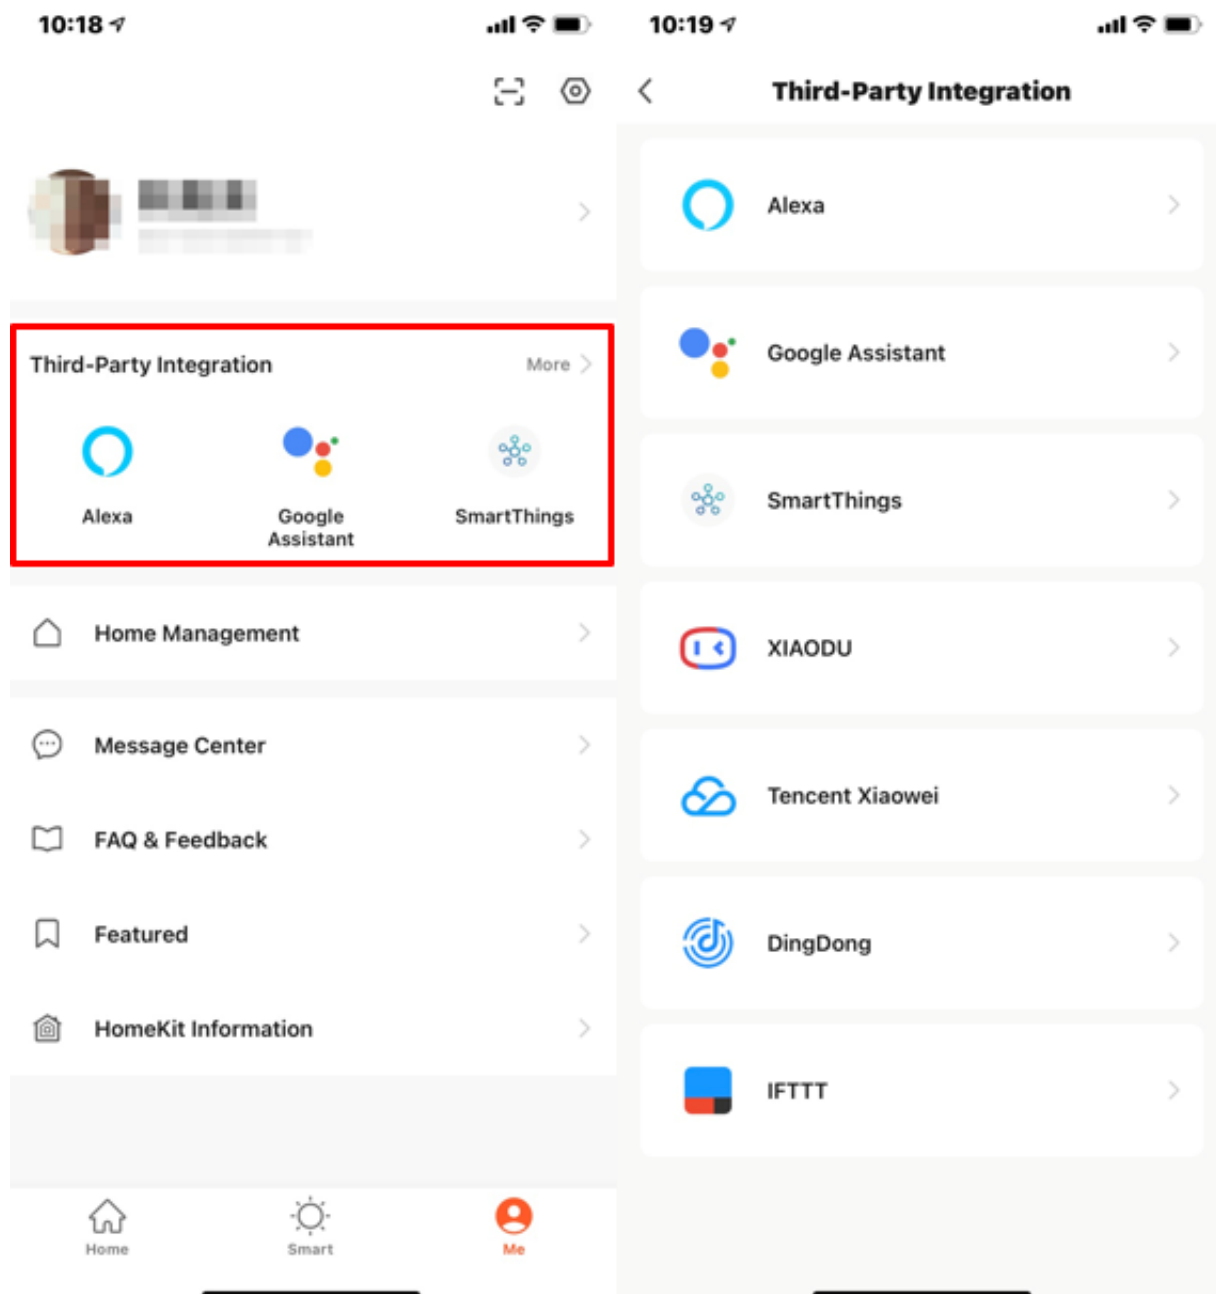 10:18
Third-Party Integration
More
Alexa
Google
Assistant
SmartThings
Home Management
Message Center
FAQ & Feedback
Featured
HomeKit Information
Home
Smart
Me
10:19
Third-Party Integration
Alexa
Google Assistant
SmartThings
XIAODU
Tencent Xiaowei
DingDong
IFTTT